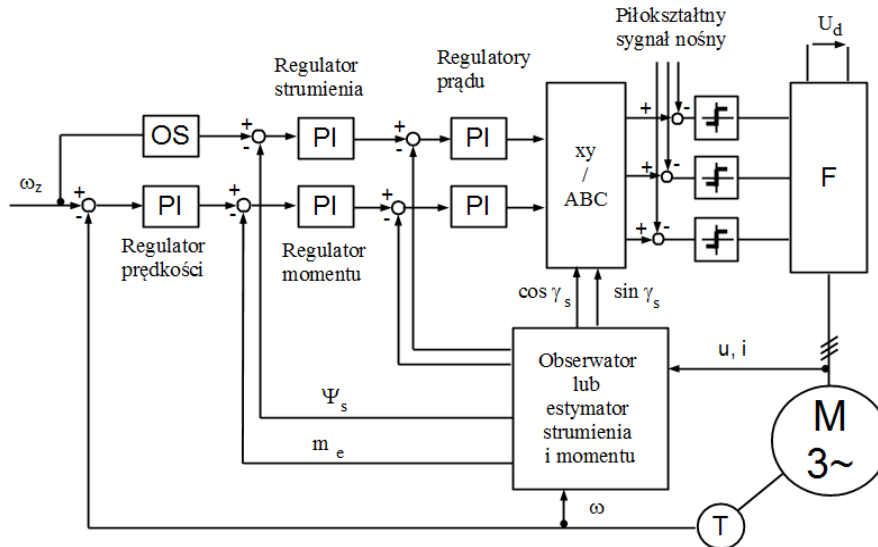 Piłokształtny
sygnał nośny
U_d
Regulator
strumienia
Regulatory
prądu
+
-
OS
+
-
PI
+
-
PI
xy
/
ABC
+
-
+
-
+
-
F
ω_z
+
-
PI
+
-
PI
+
-
PI
Regulator
prędkości
Regulator
momentu
cos γ_s
sin γ_s
Obserwator
lub
estymator
strumienia
i momentu
u, i
Ψ_s
m_e
M
3~
ω
T